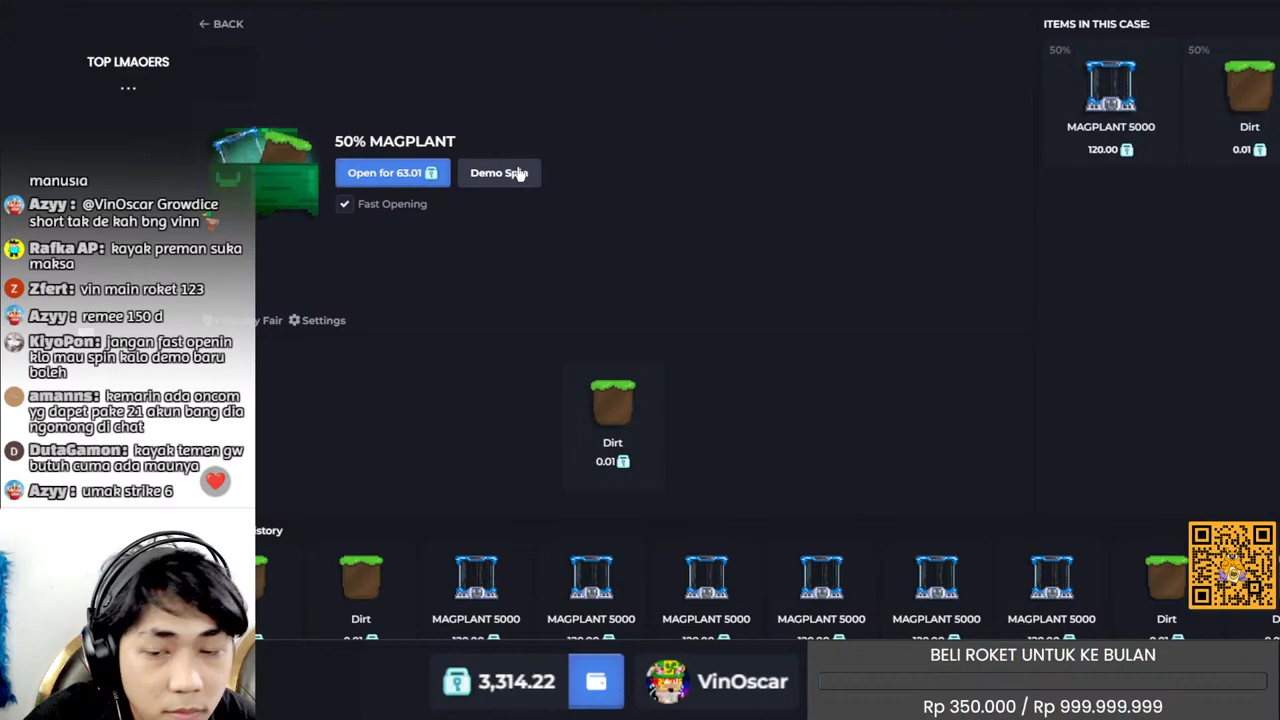 BACK
TOP LMAOERS
...
ITEMS IN THIS CASE:
50%
50%
MAGPLANT 5000
Dirt
120.00
0.01
50% MAGPLANT
Open for 63.01
Demo Spin
Fast Opening
Fair
Settings
manusia
Azyy : @VinOscar Growdice
short tak de kah bng vinn
Rafka AP : kayak preman suka
maksa
Zfert : vin main roket 123
Azyy : remee 150 d
KiyoPon : jangan fast openin
klo mau spin kalo demo baru
boleh
amanns : kemarin ada oncom
yg dapet pake 21 akun bang dia
ngomong di chat
DutaGamon : kayak temen gw
butuh cuma ada maunya
Azyy : umak strike 6
Dirt
0.01
istory
Dirt
MAGPLANT 5000
MAGPLANT 5000
MAGPLANT 5000
MAGPLANT 5000
MAGPLANT 5000
MAGPLANT 5000
Dirt
D
3,314.22
VinOscar
BELI ROKET UNTUK KE BULAN
Rp 350.000 / Rp 999.999.999